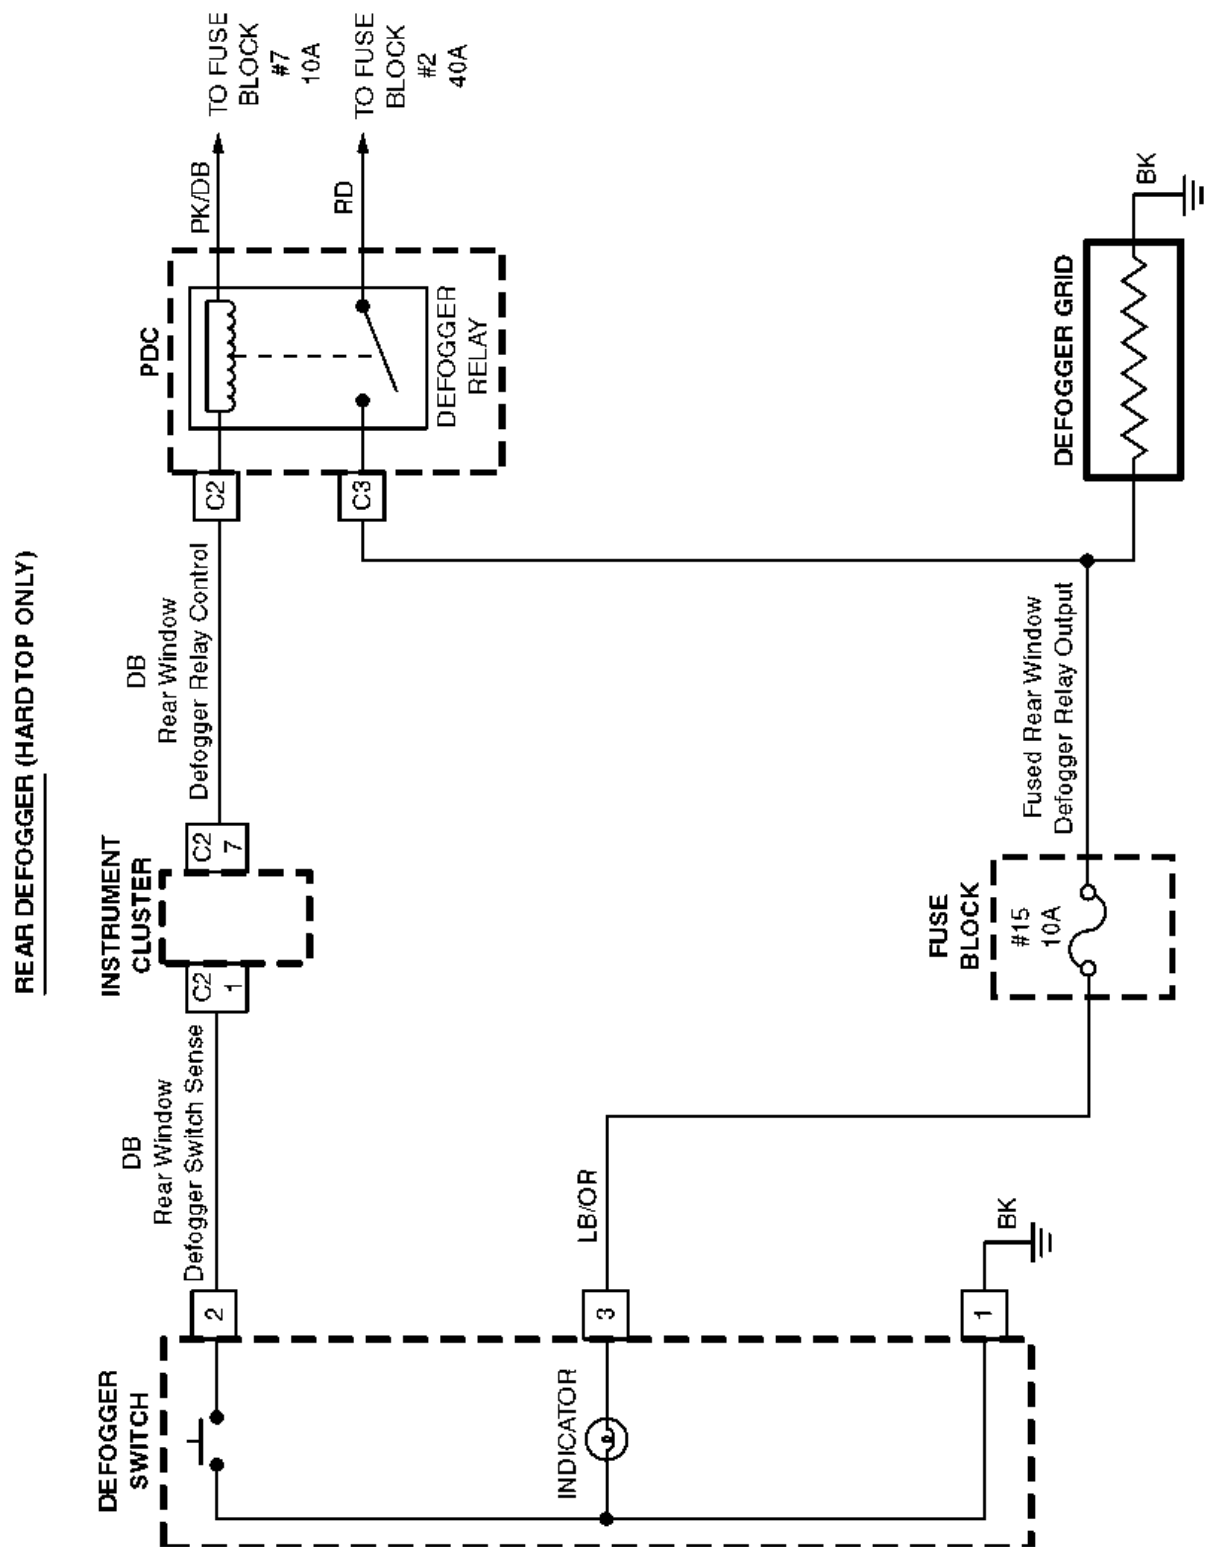 REAR DEFOGGER (HARDTOP ONLY)
DEFOGGER
SWITCH
2
DB
Rear Window
Defogger Switch Sense
INSTRUMENT
CLUSTER
C2
1
C2
7
DB
Rear Window
Defogger Relay Control
C2
PDC
PK/DB
TO FUSE
BLOCK
#7
10A
C3
DEFOGGER
RELAY
RD
TO FUSE
BLOCK
#2
40A
INDICATOR
3
LB/OR
1
BK
FUSE
BLOCK
#15
10A
Fused Rear Window
Defogger Relay Output
DEFOGGER GRID
BK